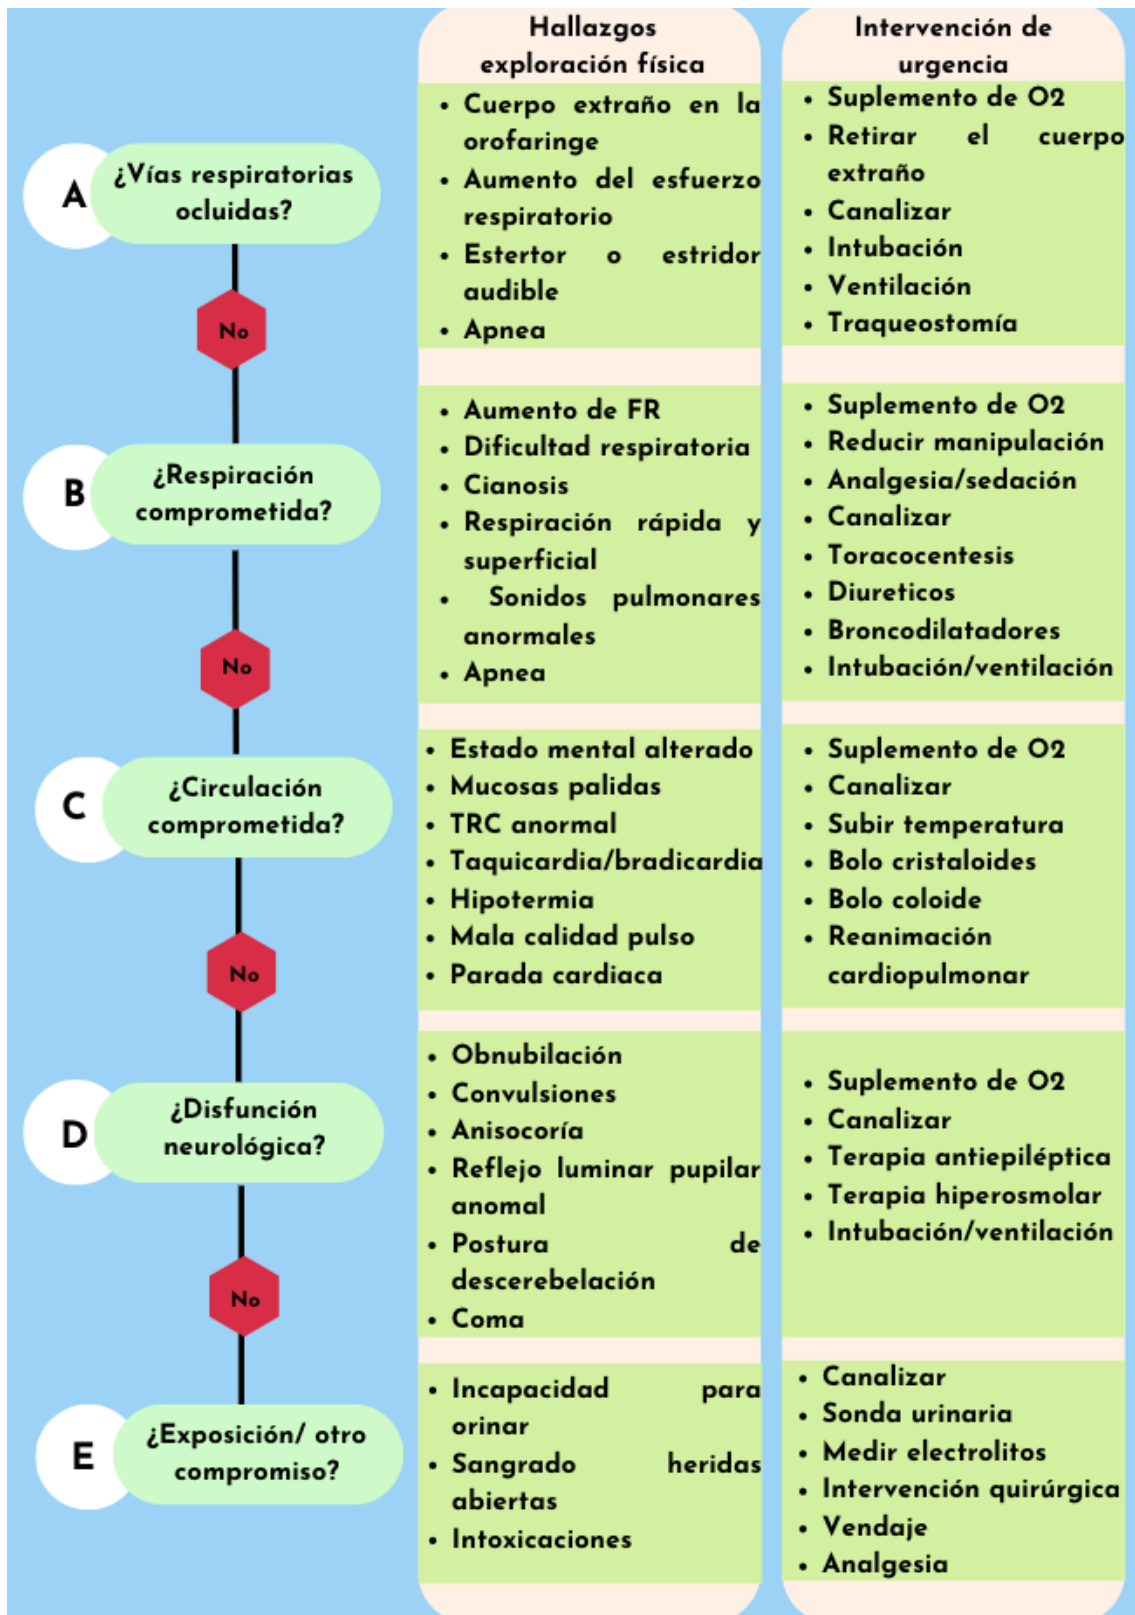 Hallazgos
exploración física
Intervención de
urgencia
A
¿Vías respiratorias
ocluidas?
• Cuerpo extraño en la
orofaringe
• Aumento del esfuerzo
respiratorio
• Estertor o estridor
audible
• Apnea
• Suplemento de O2
• Retirar el cuerpo
extraño
• Canalizar
• Intubación
• Ventilación
• Traqueostomía
No
B
¿Respiración
comprometida?
• Aumento de FR
• Dificultad respiratoria
• Cianosis
• Respiración rápida y
superficial
• Sonidos pulmonares
anormales
• Apnea
• Suplemento de O2
• Reducir manipulación
• Analgesia/sedación
• Canalizar
• Toracocentesis
• Diureticos
• Broncodilatadores
• Intubación/ventilación
No
C
¿Circulación
comprometida?
• Estado mental alterado
• Mucosas palidas
• TRC anormal
• Taquicardia/bradicardia
• Hipotermia
• Mala calidad pulso
• Parada cardiaca
• Suplemento de O2
• Canalizar
• Subir temperatura
• Bolo cristaloides
• Bolo coloide
• Reanimación
cardiopulmonar
No
D
¿Disfunción
neurológica?
• Obnubilación
• Convulsiones
• Anisocoría
• Reflejo luminar pupilar
anomal
• Postura de
descerebelación
• Coma
• Suplemento de O2
• Canalizar
• Terapia antiepiléptica
• Terapia hiperosmolar
• Intubación/ventilación
No
E
¿Exposición/ otro
compromiso?
• Incapacidad para
orinar
• Sangrado heridas
abiertas
• Intoxicaciones
• Canalizar
• Sonda urinaria
• Medir electrolitos
• Intervención quirúrgica
• Vendaje
• Analgesia